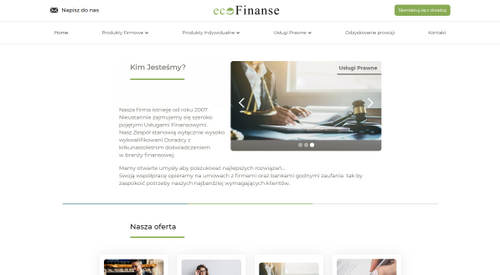 Napisz do nas
ecoFinanse
Skontaktuj się z doradcą
Home
Produkty Firmowe
Produkty Indywidualne
Usługi Prawne
Odzyskiwanie prowizji
Kontakt
Kim Jesteśmy?
Usługi Prawne
Nasza firma istnieje od roku 2007.
Nieustannie zajmujemy się szeroko
pojętymi Usługami Finansowymi.
Nasz Zespół stanowią wyłącznie wysoko
wykwalifikowani Doradcy z
kilkunastoletnim doświadczeniem
w branży finansowej.
Mamy otwarte umysły aby poszukiwać najlepszych rozwiązań...
Swoją współpracę opieramy na umowach z firmami oraz bankami godnymi zaufania tak by
zaspokoić potrzeby naszych najbardziej wymagających klientów.
Nasza oferta